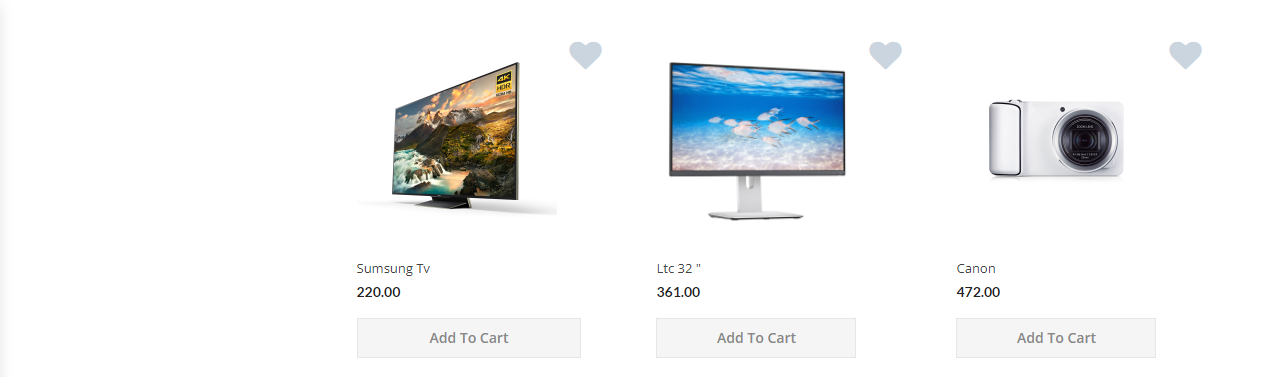 4K
HDR
Sumsung Tv
Ltc 32 "
Canon
220.00
361.00
472.00
Add To Cart
Add To Cart
Add To Cart